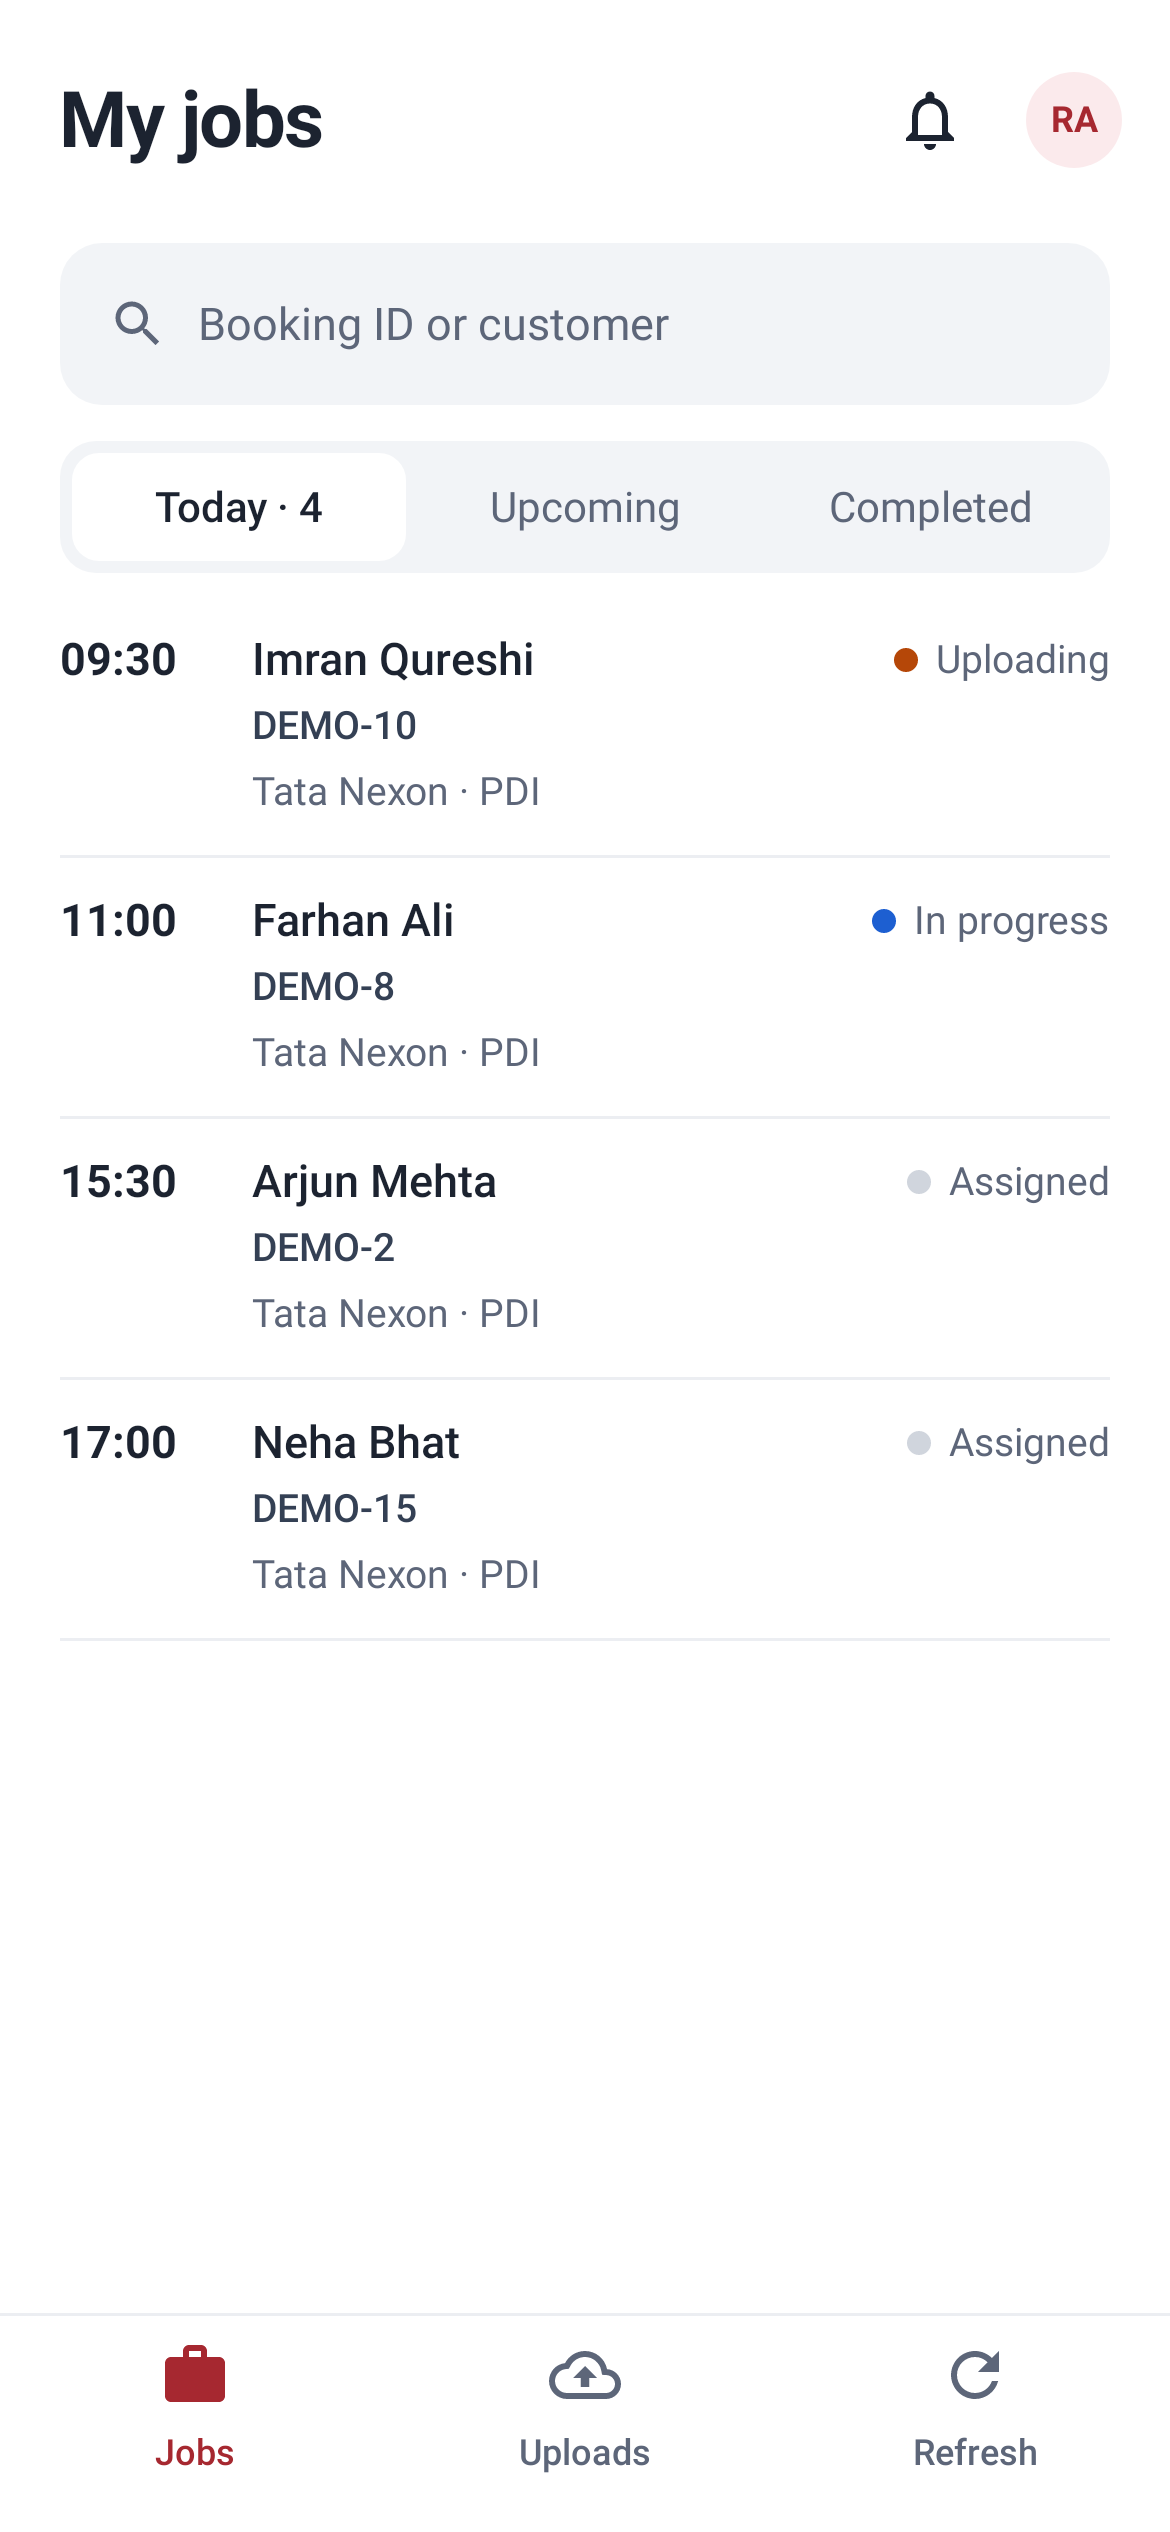 My jobs
RA
Booking ID or customer
Today · 4
Upcoming
Completed
09:30 Imran Qureshi Uploading
DEMO-10
Tata Nexon · PDI
11:00 Farhan Ali In progress
DEMO-8
Tata Nexon · PDI
15:30 Arjun Mehta Assigned
DEMO-2
Tata Nexon · PDI
17:00 Neha Bhat Assigned
DEMO-15
Tata Nexon · PDI
Jobs
Uploads
Refresh